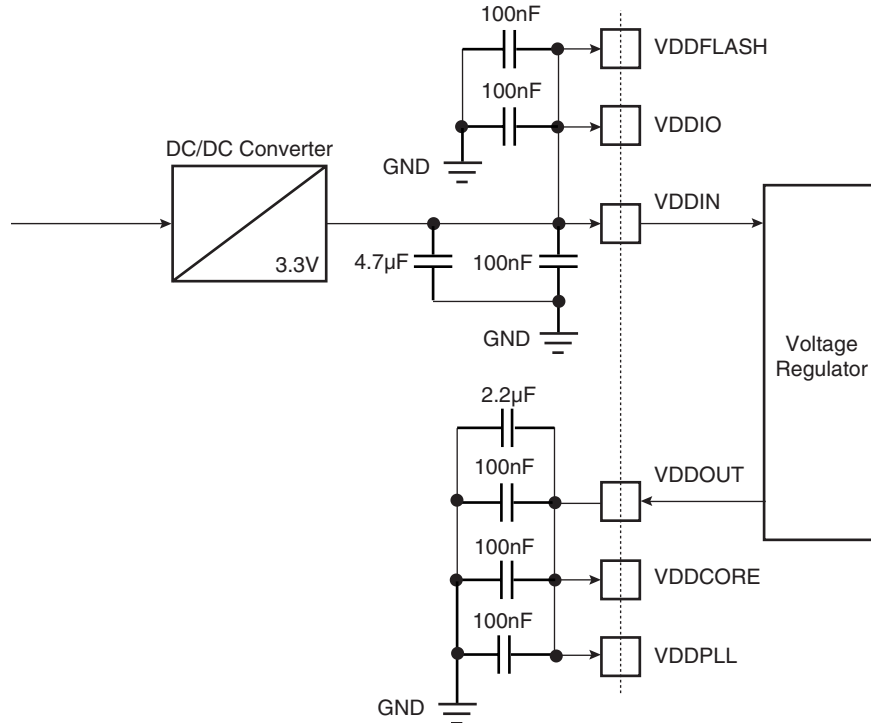 100nF
VDDFLASH
100nF
VDDIO
DC/DC Converter
GND
VDDIN
3.3V
4.7µF
100nF
GND
Voltage
Regulator
2.2µF
100nF
VDDOUT
100nF
VDDCORE
100nF
VDDPLL
GND